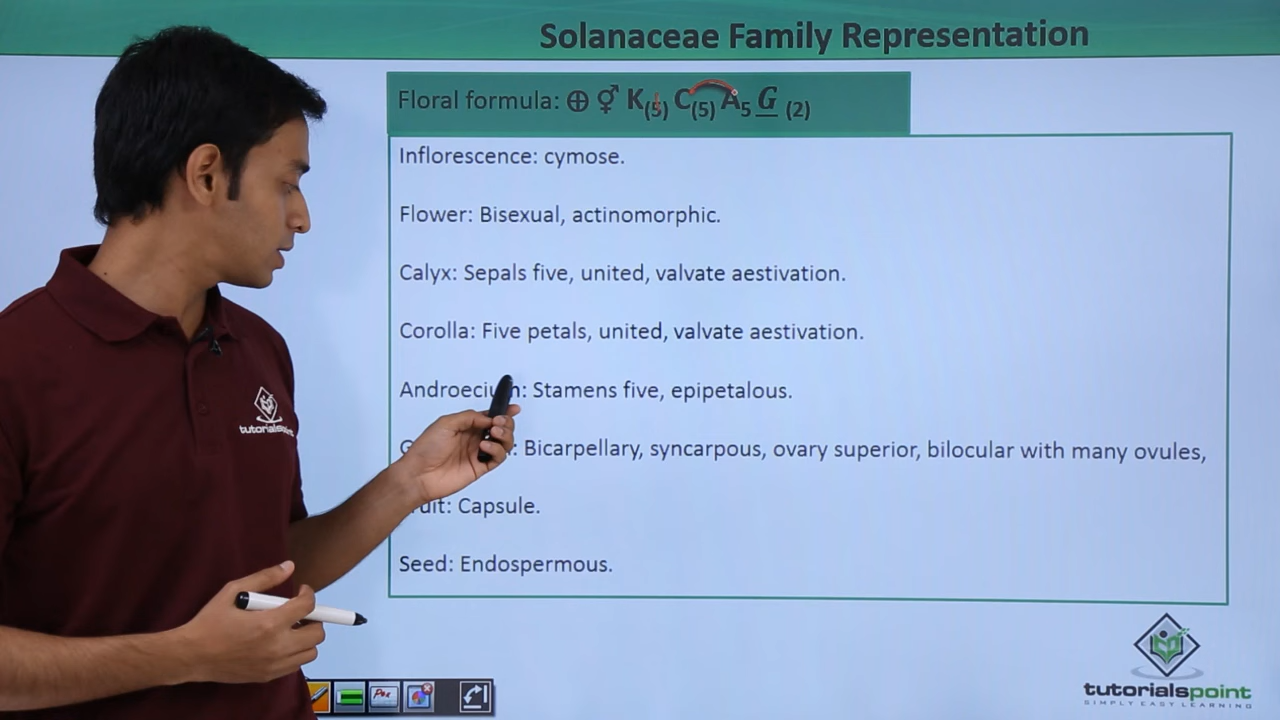 Solanaceae Family Representation
Floral formula: ⊕ ⚥ K(5) C(5) A5 G (2)
Inflorescence: cymose.
Flower: Bisexual, actinomorphic.
Calyx: Sepals five, united, valvate aestivation.
Corolla: Five petals, united, valvate aestivation.
Androecium: Stamens five, epipetalous.
Bicarpellary, syncarpous, ovary superior, bilocular with many ovules,
Fruit: Capsule.
Seed: Endospermous.
tutorialspoint
tutorialspoint
SIMPLY EASY LEARNING